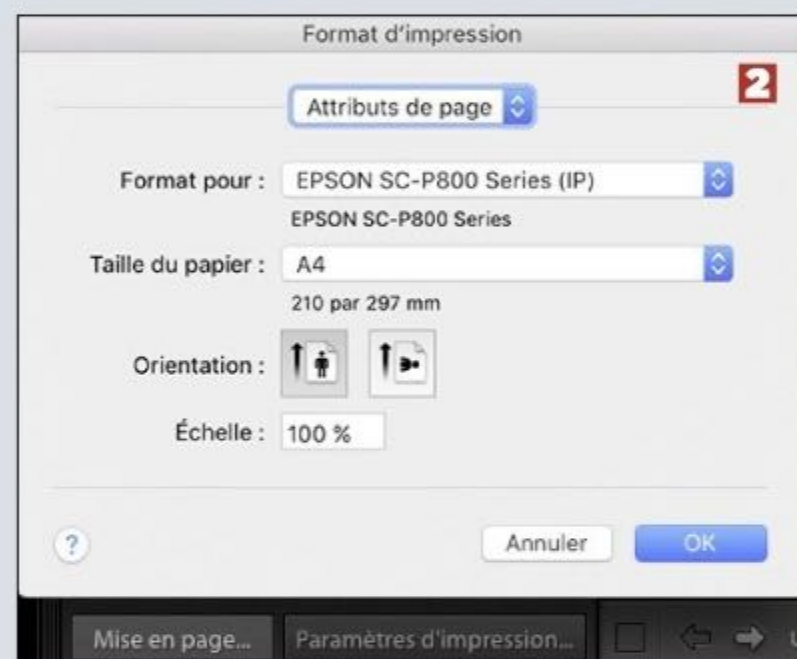 Format d'impression
2
Attributs de page
Format pour : EPSON SC-P800 Series (IP)
EPSON SC-P800 Series
Taille du papier : A4
210 par 297 mm
Orientation :
Échelle : 100 %
? Annuler OK
Mise en page... Paramètres d'impression...